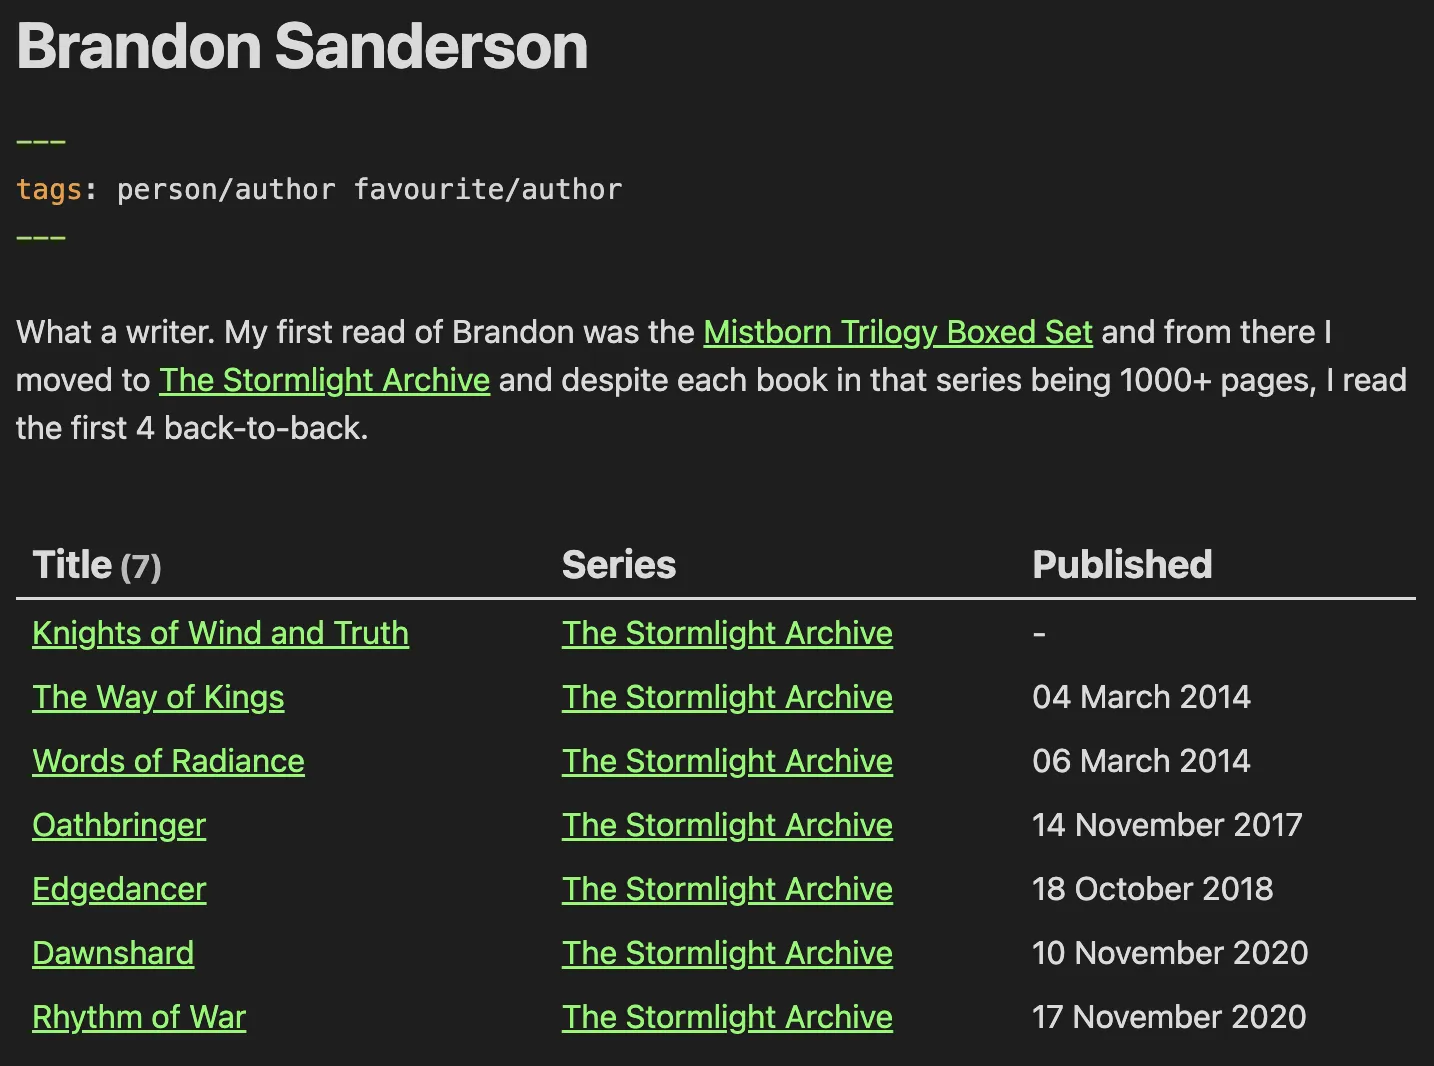 Brandon Sanderson
---
tags: person/author favourite/author
---
What a writer. My first read of Brandon was the Mistborn Trilogy Boxed Set and from there I
moved to The Stormlight Archive and despite each book in that series being 1000+ pages, I read
the first 4 back-to-back.
Title (7) Series Published
Knights of Wind and Truth The Stormlight Archive -
The Way of Kings The Stormlight Archive 04 March 2014
Words of Radiance The Stormlight Archive 06 March 2014
Oathbringer The Stormlight Archive 14 November 2017
Edgedancer The Stormlight Archive 18 October 2018
Dawnshard The Stormlight Archive 10 November 2020
Rhythm of War The Stormlight Archive 17 November 2020